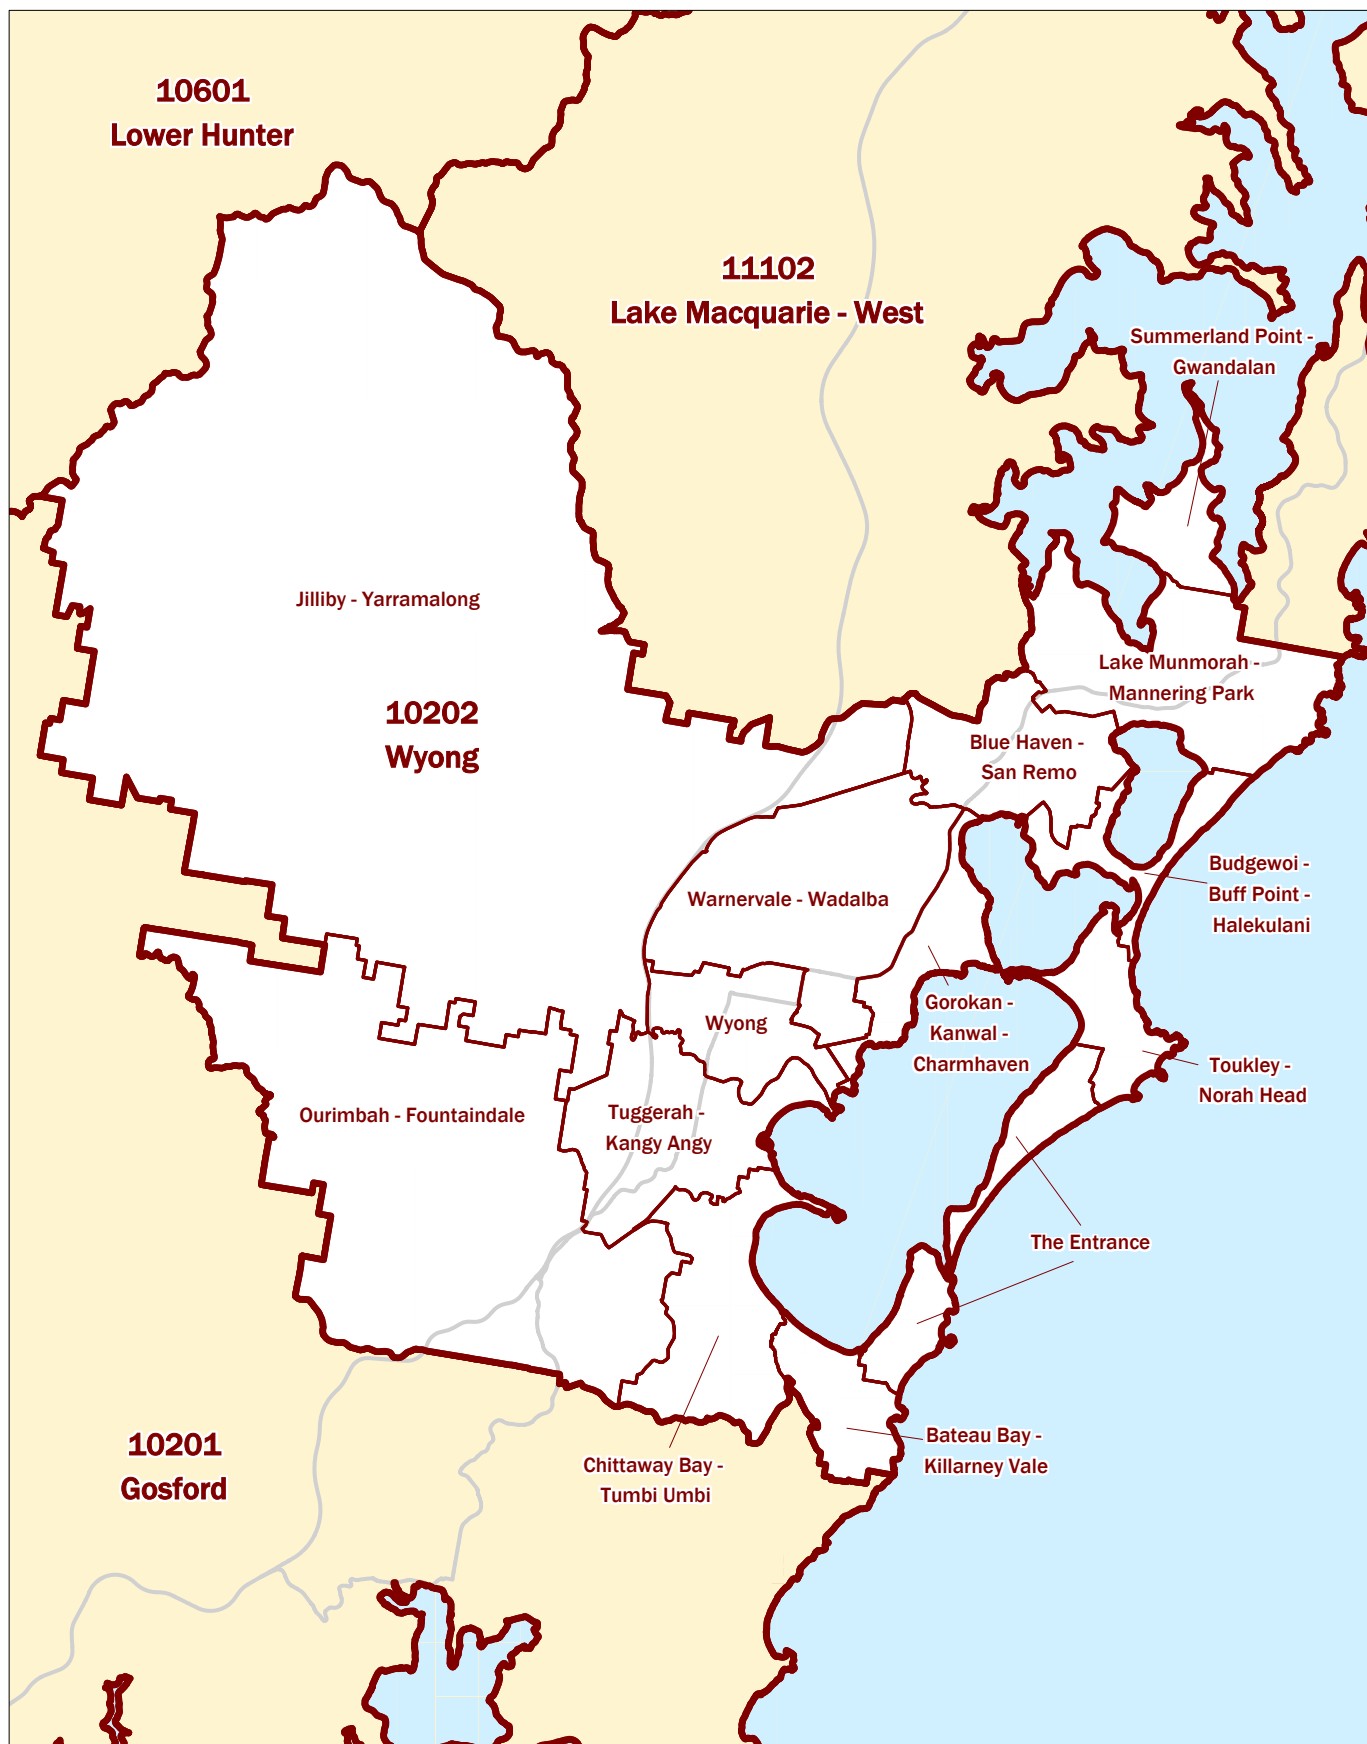 10601
Lower Hunter
11102
Lake Macquarie - West
Summerland Point -
Gwandalan
Jilliby - Yarramalong
10202
Wyong
Lake Munmorah -
Mannering Park
Blue Haven -
San Remo
Budgewoi -
Buff Point -
Halekulani
Warnervale - Wadalba
Gorokan -
Kanwal -
Charmhaven
Wyong
Toukley -
Norah Head
Ourimbah - Fountaindale
Tuggerah -
Kangy Angy
The Entrance
10201
Gosford
Chittaway Bay -
Tumbi Umbi
Bateau Bay -
Killarney Vale